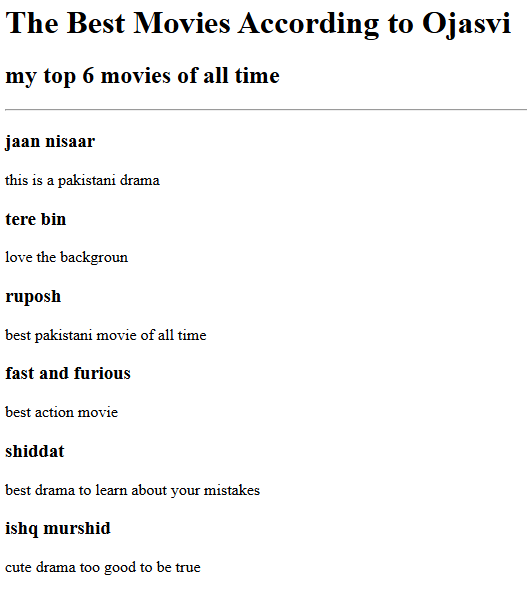 The Best Movies According to Ojasvi
my top 6 movies of all time
jaan nisaar
this is a pakistani drama
tere bin
love the backgroun
ruposh
best pakistani movie of all time
fast and furious
best action movie
shiddat
best drama to learn about your mistakes
ishq murshid
cute drama too good to be true